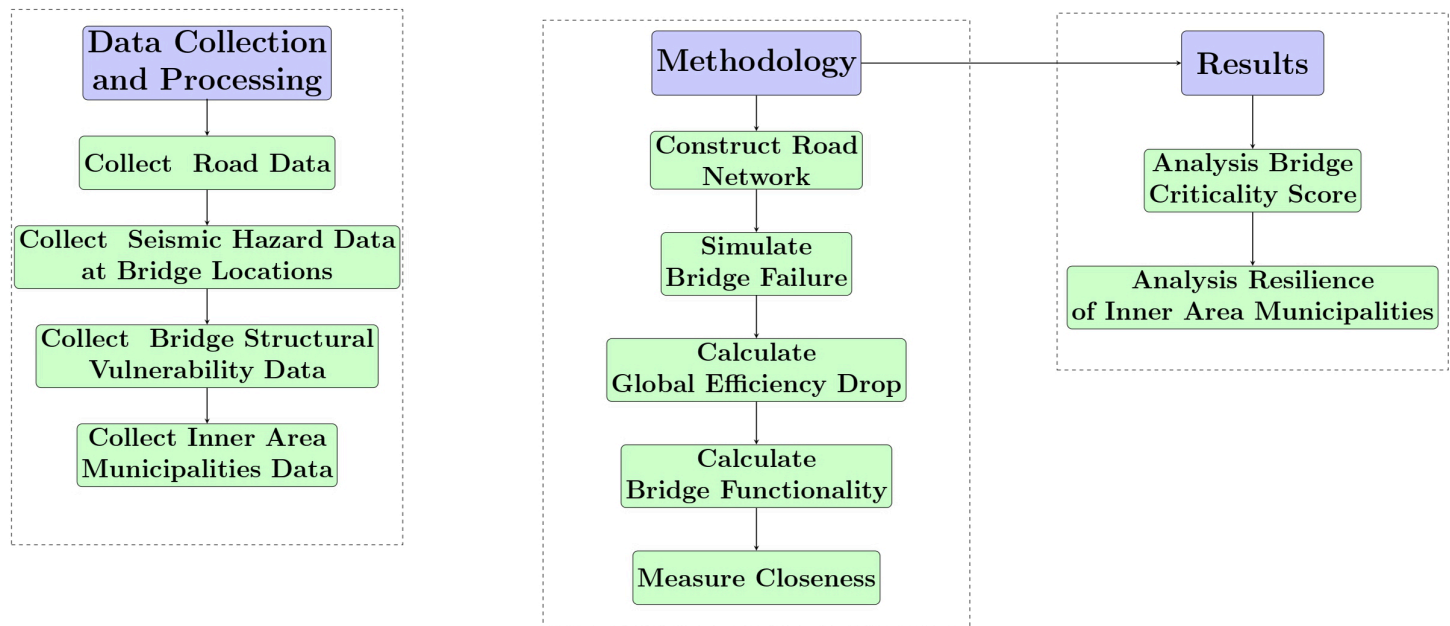 Data Collection
and Processing
Collect Road Data
Collect Seismic Hazard Data
at Bridge Locations
Collect Bridge Structural
Vulnerability Data
Collect Inner Area
Municipalities Data
Methodology
Construct Road
Network
Simulate
Bridge Failure
Calculate
Global Efficiency Drop
Calculate
Bridge Functionality
Measure Closeness
Results
Analysis Bridge
Criticality Score
Analysis Resilience
of Inner Area Municipalities